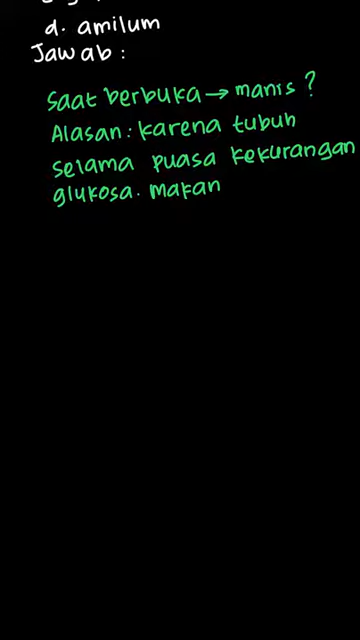 d. amilum
Jawab :
Saat berbuka → manis ?
Alasan : karena tubuh
selama puasa kekurangan
glukosa. makan